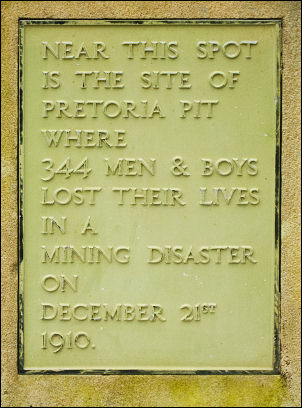 NEAR THIS SPOT
IS THE SITE OF
PRETORIA PIT
WHERE
344 MEN & BOYS
LOST THEIR LIVES
IN A
MINING DISASTER
ON
DECEMBER 21ST
1910.